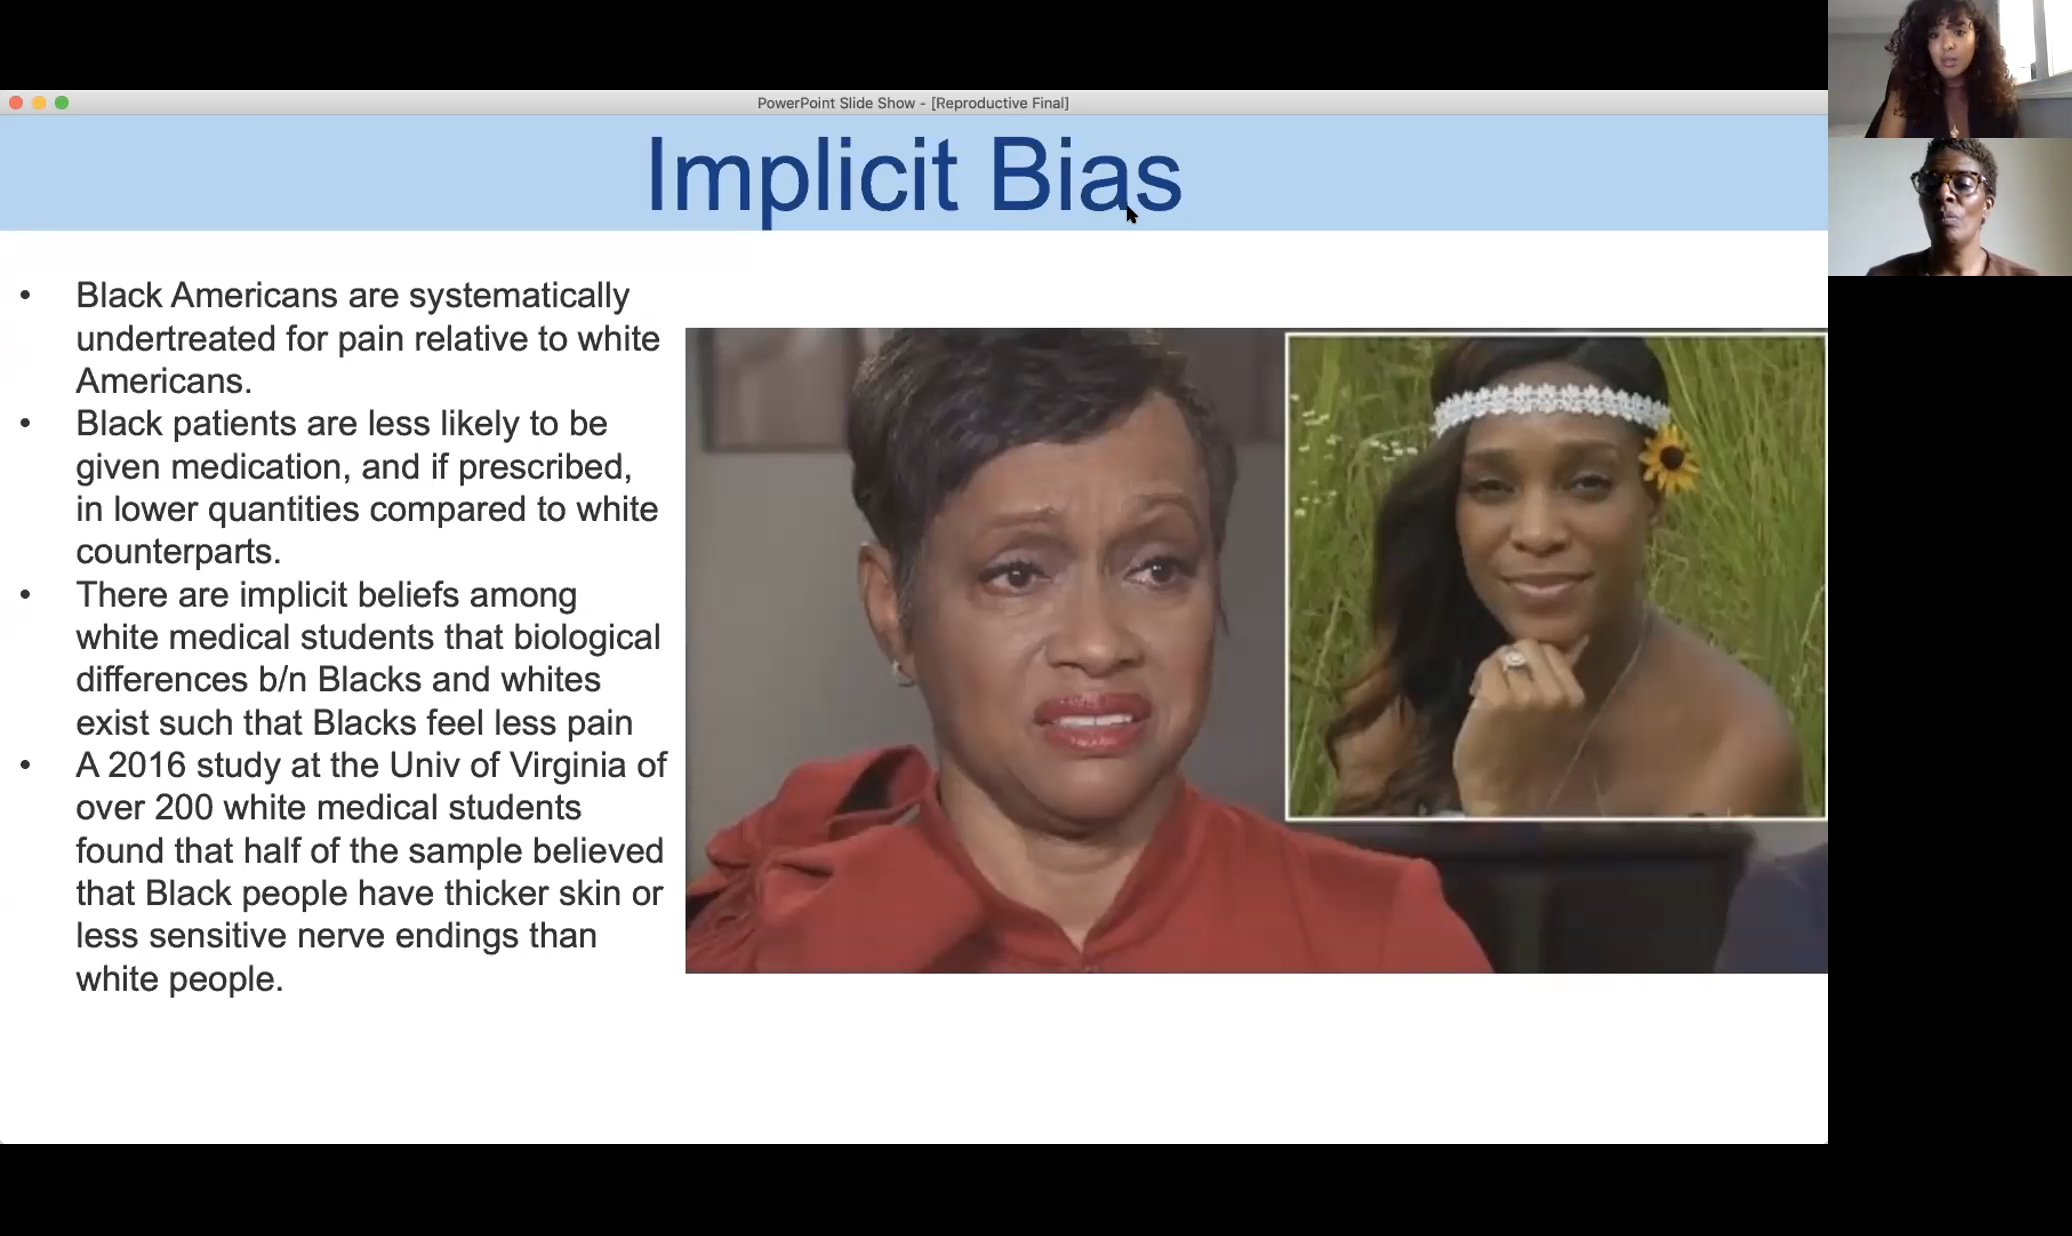 PowerPoint Slide Show - [Reproductive Final]
Implicit Bias
• Black Americans are systematically
undertreated for pain relative to white
Americans.
• Black patients are less likely to be
given medication, and if prescribed,
in lower quantities compared to white
counterparts.
• There are implicit beliefs among
white medical students that biological
differences b/n Blacks and whites
exist such that Blacks feel less pain
• A 2016 study at the Univ of Virginia of
over 200 white medical students
found that half of the sample believed
that Black people have thicker skin or
less sensitive nerve endings than
white people.